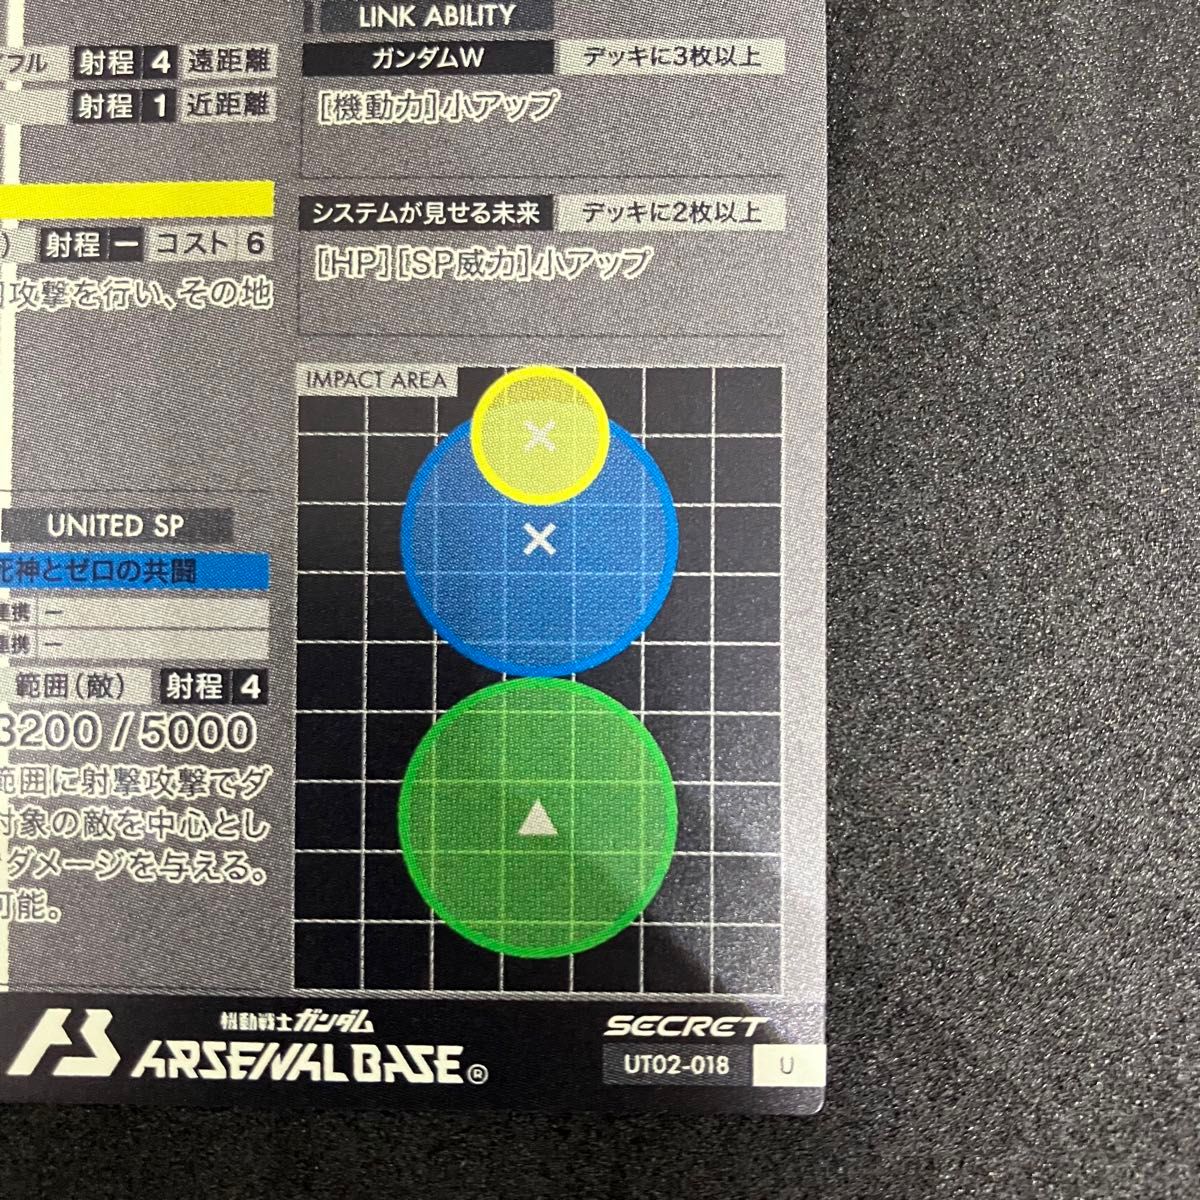 LINK ABILITY
フル 射程 4 遠距離
射程 1 近距離
ガンダムW デッキに3枚以上
[機動力]小アップ
システムが見せる未来 デッキに2枚以上
[HP][SP威力]小アップ
) 射程 ー コスト 6
攻撃を行い、その地
IMPACT AREA
UNITED SP
死神とゼロの共闘
連携 ー
連携 ー
範囲(敵) 射程 4
3200 / 5000
範囲に射撃攻撃でダ
対象の敵を中心とし
ダメージを与える。
可能。
機動戦士ガンダム
ARSENAL BASE®
SECRET
UT02-018 U